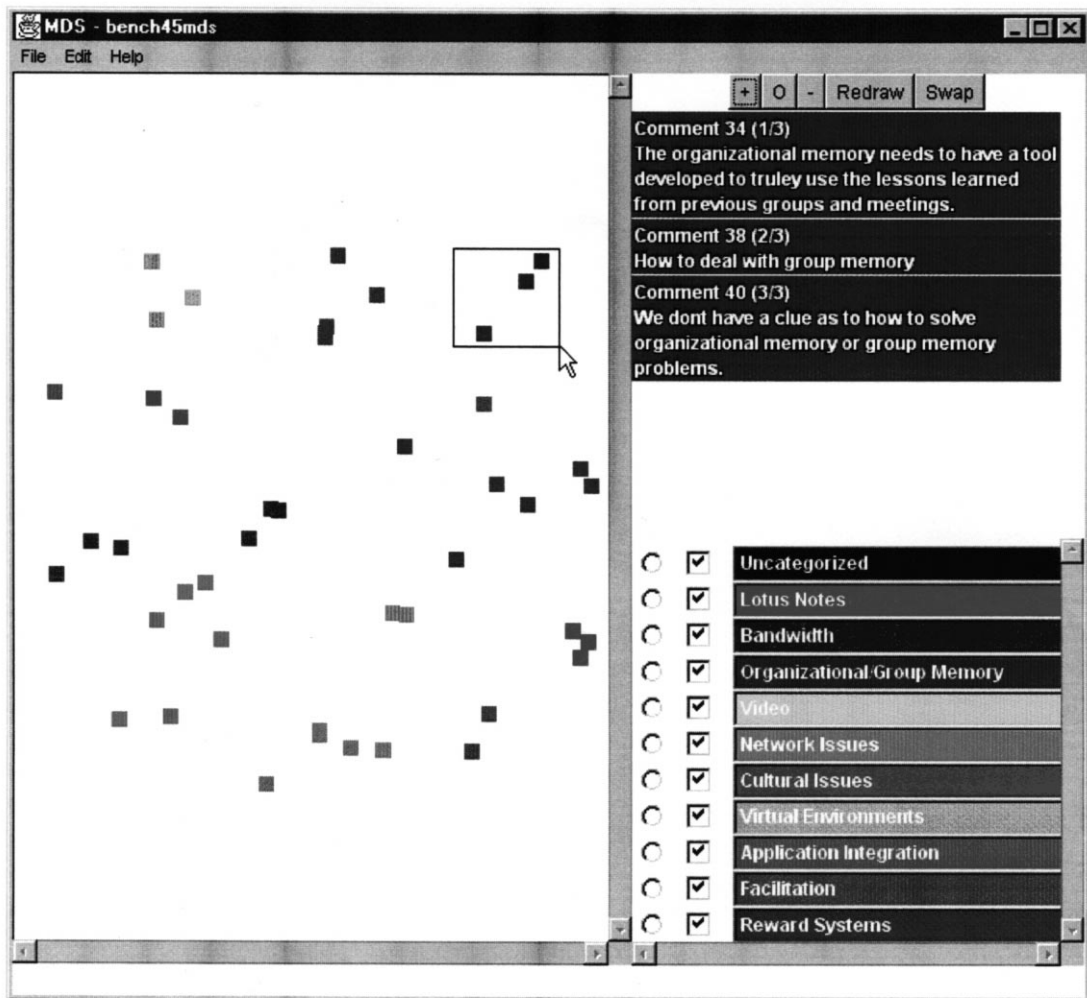 MDS - bench45mds
File Edit Help
+ O - Redraw Swap
Comment 34 (1/3)
The organizational memory needs to have a tool
developed to truley use the lessons learned
from previous groups and meetings.
Comment 38 (2/3)
How to deal with group memory
Comment 40 (3/3)
We dont have a clue as to how to solve
organizational memory or group memory
problems.
Uncategorized
Lotus Notes
Bandwidth
Organizational/Group Memory
Video
Network Issues
Cultural Issues
Virtual Environments
Application Integration
Facilitation
Reward Systems